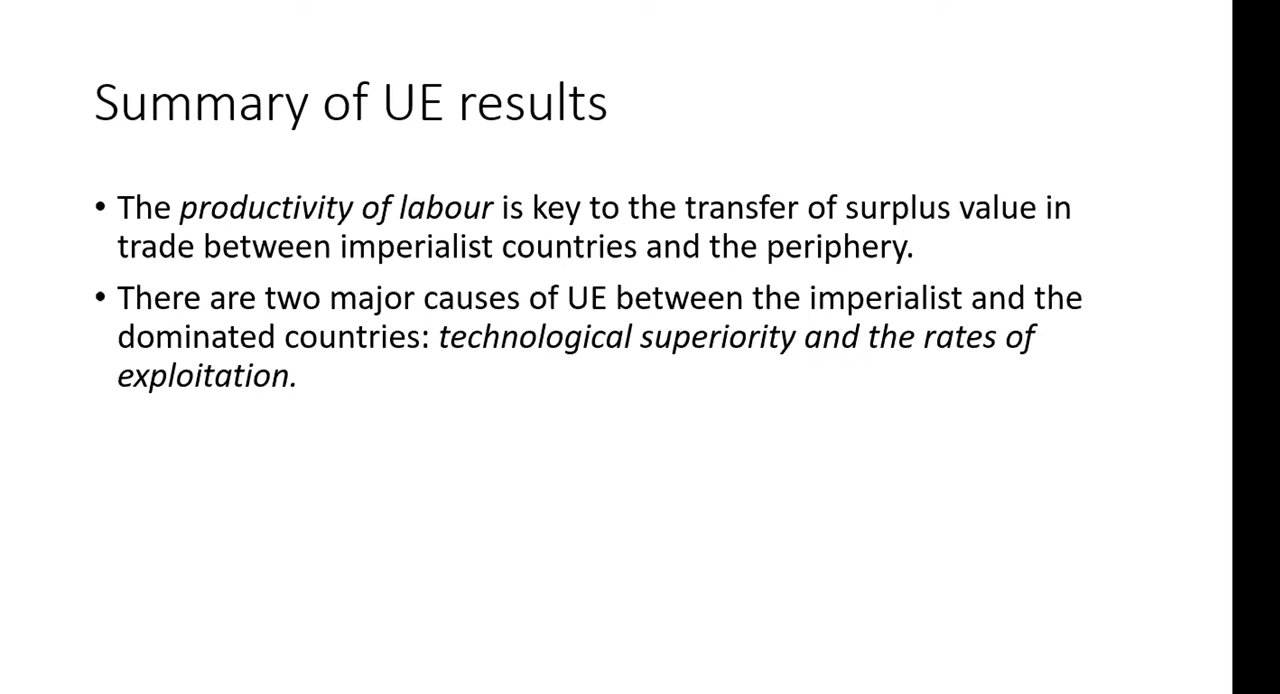 Summary of UE results
• The productivity of labour is key to the transfer of surplus value in
trade between imperialist countries and the periphery.
• There are two major causes of UE between the imperialist and the
dominated countries: technological superiority and the rates of
exploitation.